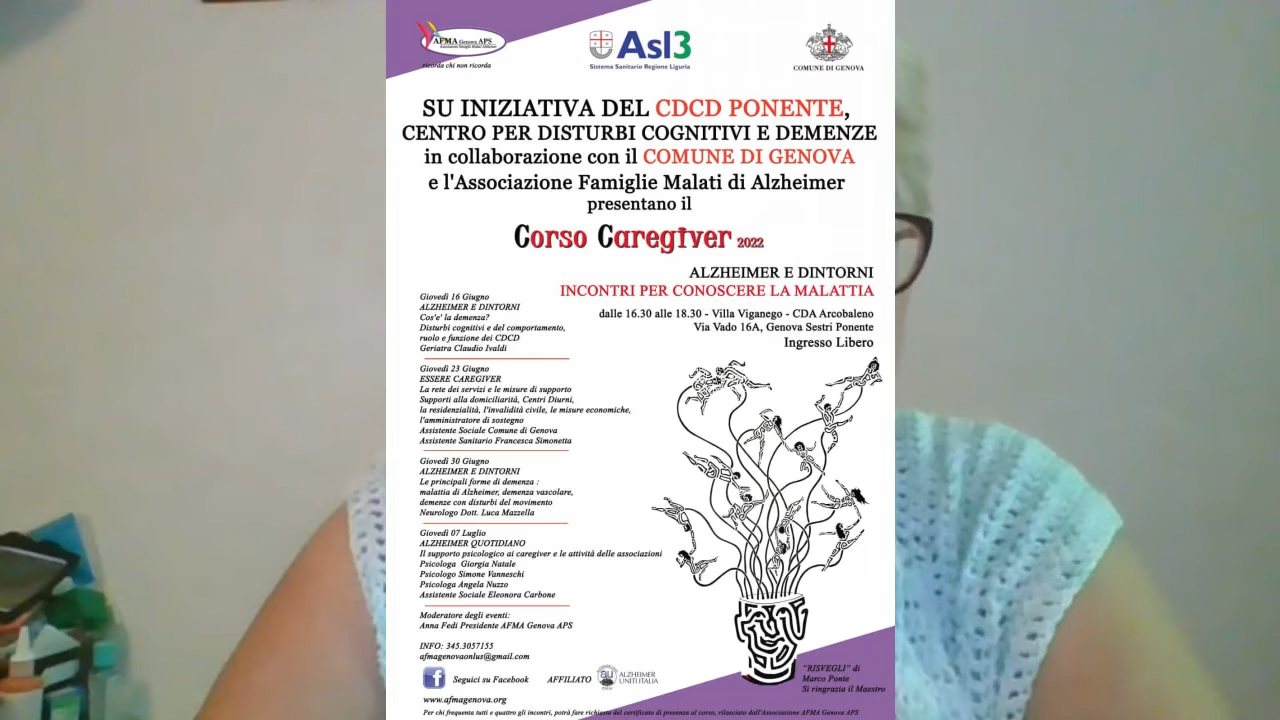 AFMA Genova APS
Associazione Famiglie Malati Alzheimer
ricorda chi non ricorda
Asl3
Sistema Sanitario Regione Liguria
COMUNE DI GENOVA
SU INIZIATIVA DEL CDCD PONENTE,
CENTRO PER DISTURBI COGNITIVI E DEMENZE
in collaborazione con il COMUNE DI GENOVA
e l'Associazione Famiglie Malati di Alzheimer
presentano il
Corso Caregiver 2022
ALZHEIMER E DINTORNI
INCONTRI PER CONOSCERE LA MALATTIA
dalle 16.30 alle 18.30 - Villa Viganego - CDA Arcobaleno
Via Vado 16A, Genova Sestri Ponente
Ingresso Libero
Giovedì 16 Giugno
ALZHEIMER E DINTORNI
Cos'e' la demenza?
Disturbi cognitivi e del comportamento,
ruolo e funzione dei CDCD
Geriatra Claudio Ivaldi
Giovedì 23 Giugno
ESSERE CAREGIVER
La rete dei servizi e le misure di supporto
Supporti alla domiciliarità, Centri Diurni,
la residenzialità, l'invalidità civile, le misure economiche,
l'amministratore di sostegno
Assistente Sociale Comune di Genova
Assistente Sanitario Francesca Simonetta
Giovedì 30 Giugno
ALZHEIMER E DINTORNI
Le principali forme di demenza :
malattia di Alzheimer, demenza vascolare,
demenze con disturbi del movimento
Neurologo Dott. Luca Mazzella
Giovedì 07 Luglio
ALZHEIMER QUOTIDIANO
Il supporto psicologico ai caregiver e le attività delle associazioni
Psicologa Giorgia Natale
Psicologo Simone Vanneschi
Psicologa Angela Nuzzo
Assistente Sociale Eleonora Carbone
Moderatore degli eventi:
Anna Fedi Presidente AFMA Genova APS
INFO: 345.3057155
afmagenovaonlus@gmail.com
Seguici su Facebook
AFFILIATO
au
ALZHEIMER
UNITI ITALIA
www.afmagenova.org
"RISVEGLI" di
Marco Ponte
Si ringrazia il Maestro
Per chi frequenta tutti e quattro gli incontri, potrà fare richiesta del certificato di presenza al corso, rilasciato dall'Associazione AFMA Genova APS